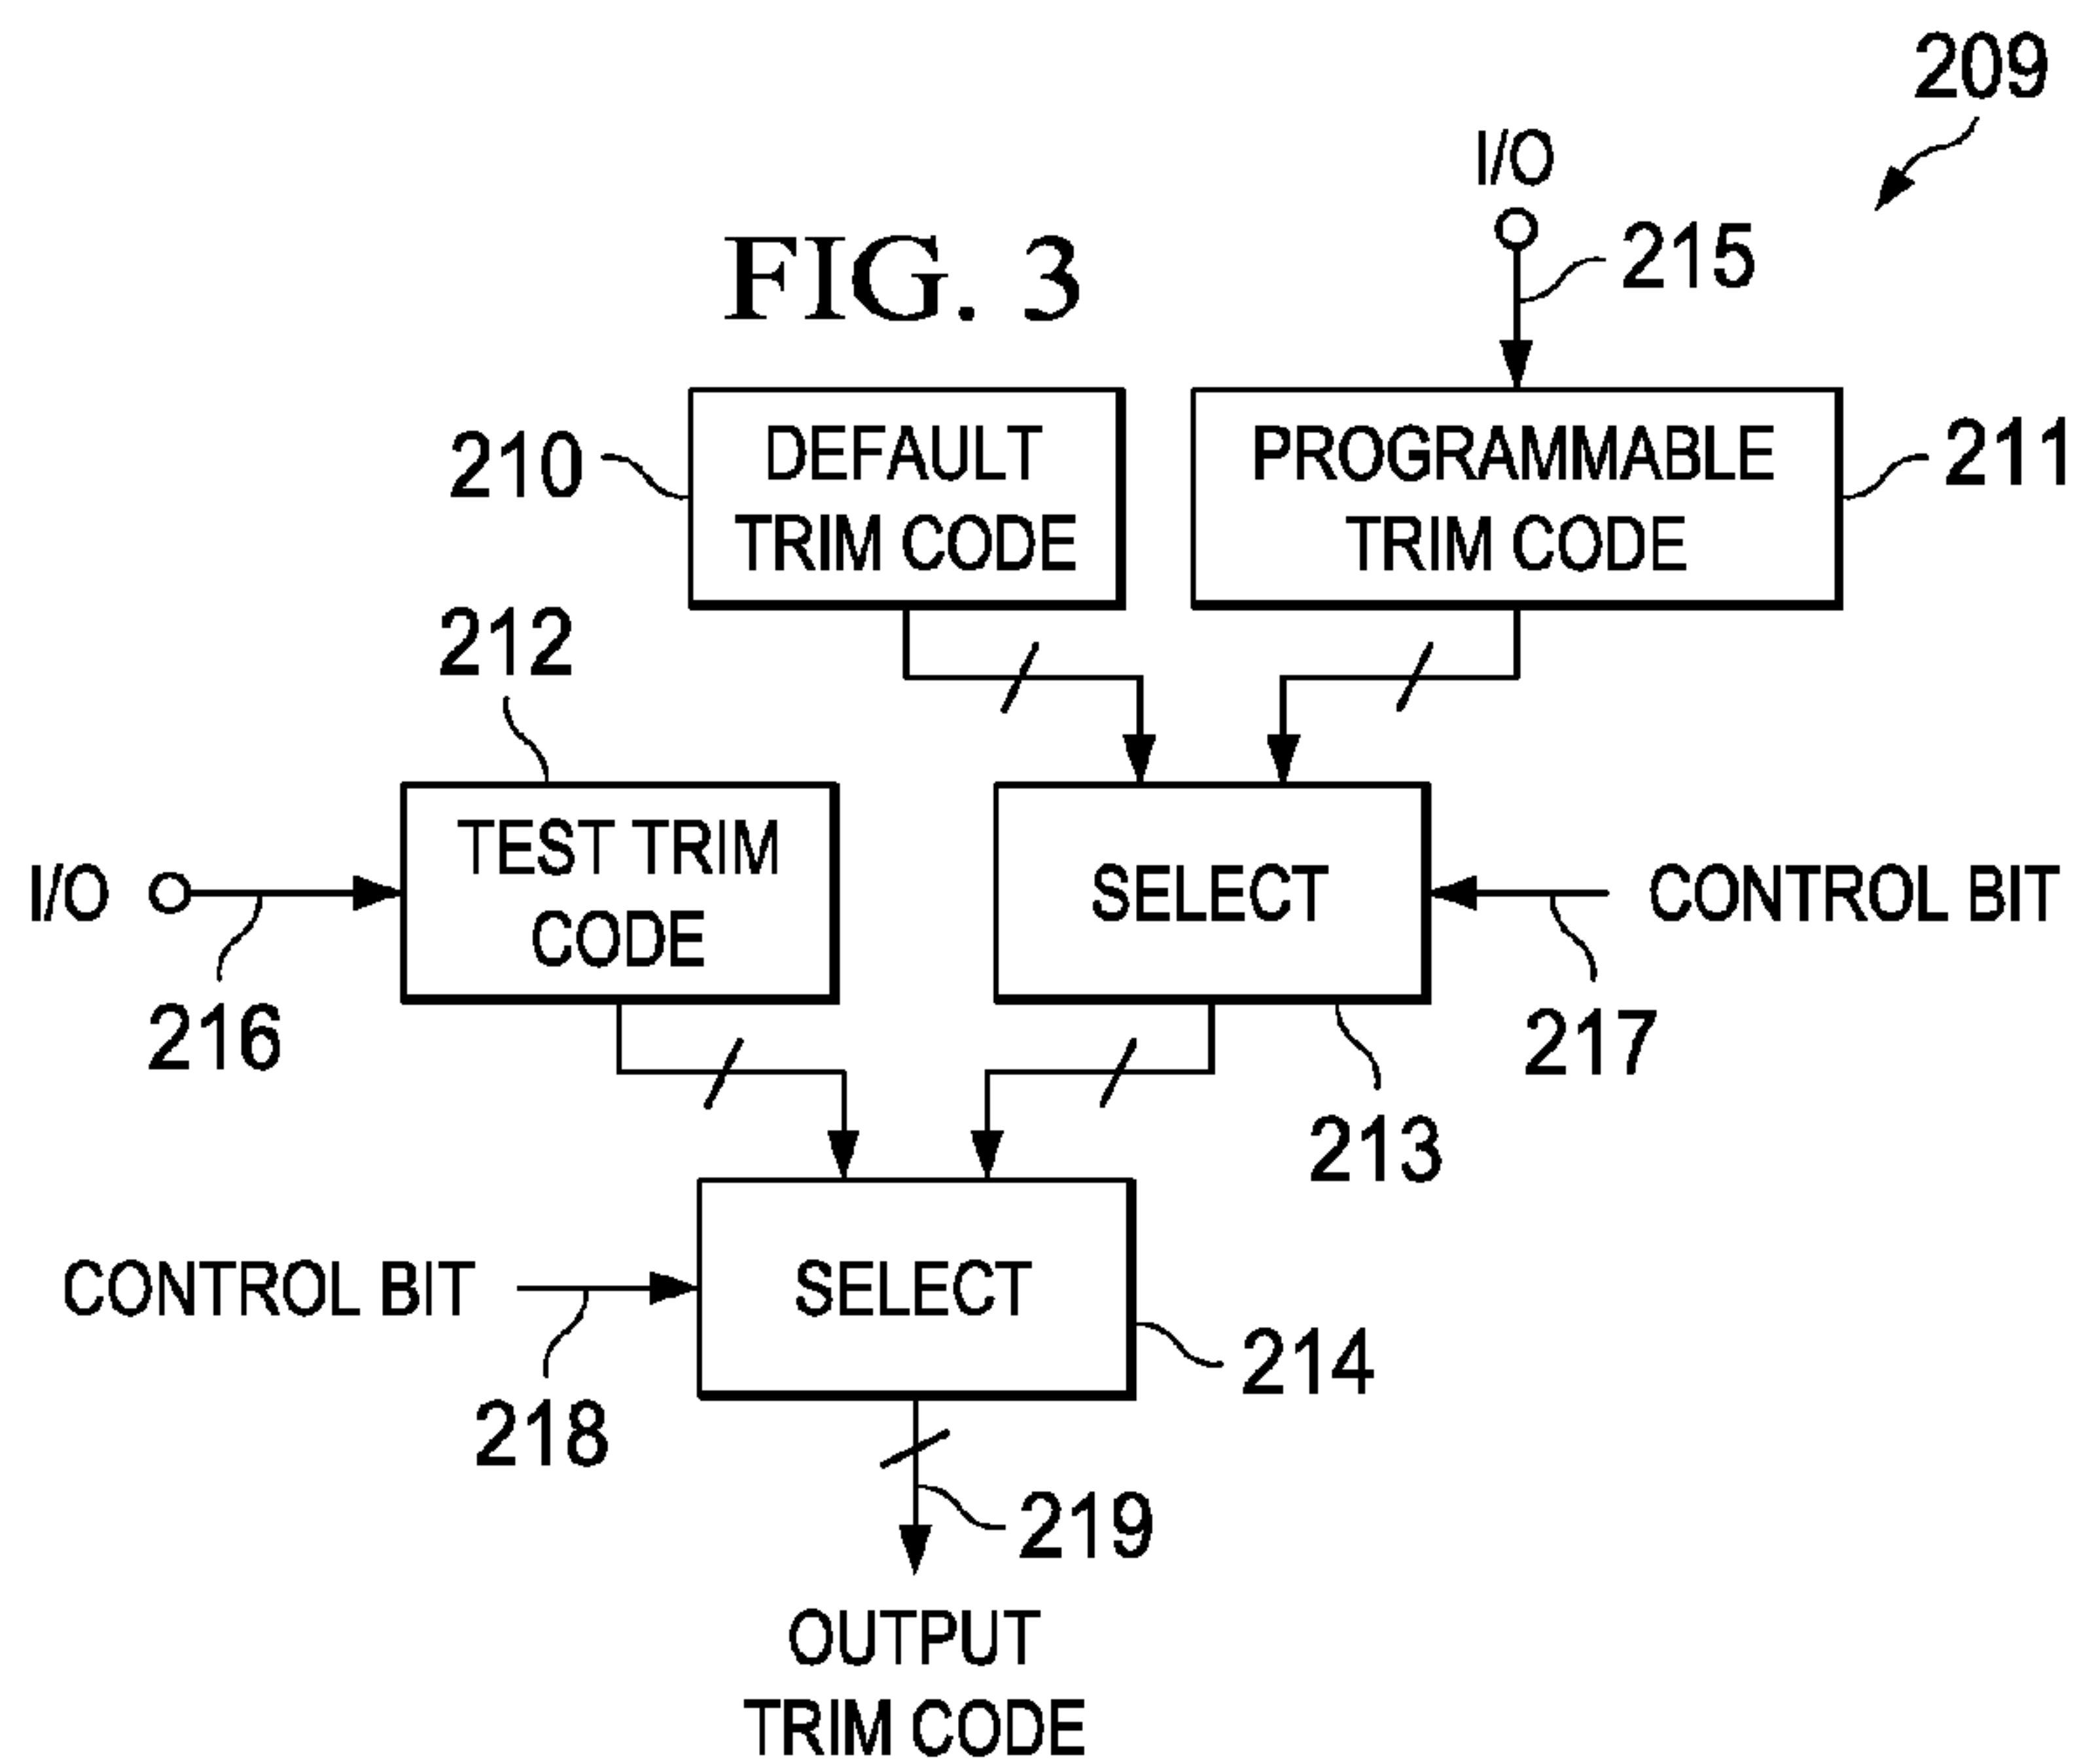 209
I/O
215
FIG. 3
210
DEFAULT
TRIM CODE
PROGRAMMABLE
TRIM CODE
211
212
I/O
TEST TRIM
CODE
SELECT
CONTROL BIT
216
217
213
CONTROL BIT
SELECT
214
218
219
OUTPUT
TRIM CODE